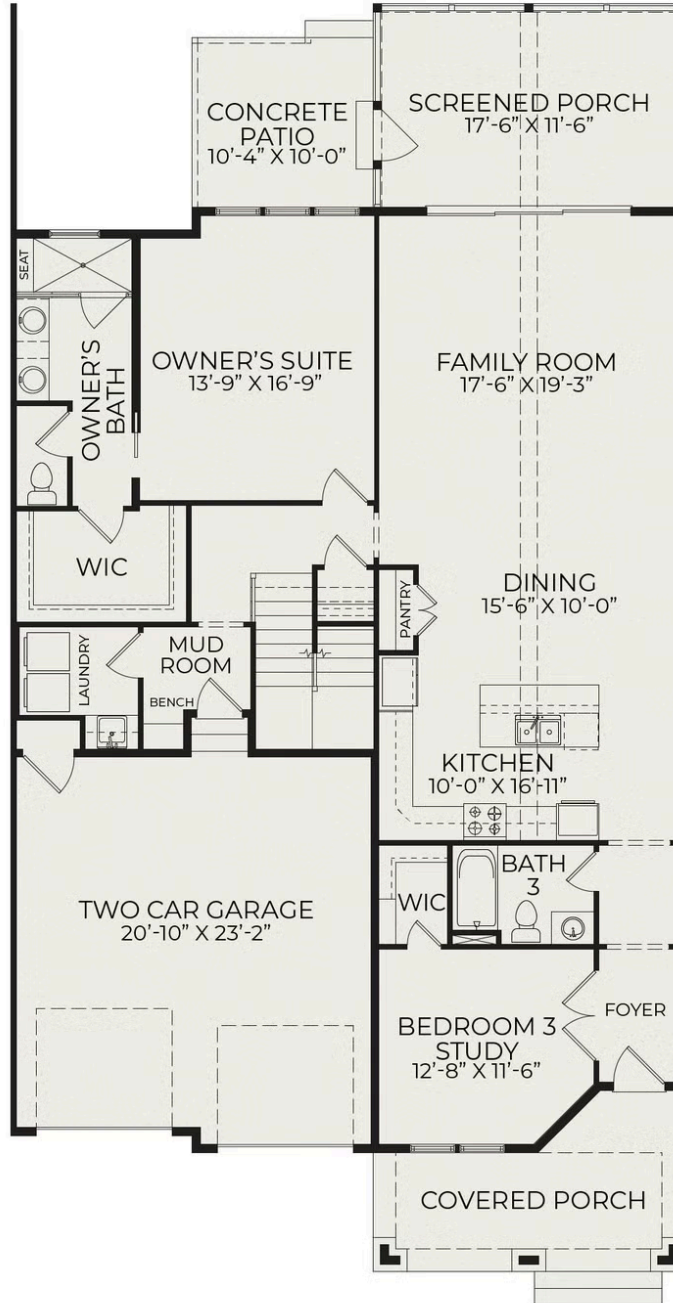 CONCRETE
PATIO
10'-4” X 10'-0”
SCREENED PORCH
17'-6” X 11'-6”
SEAT
OWNER'S
BATH
OWNER'S SUITE
13'-9” X 16'-9”
FAMILY ROOM
17'-6” X 19'-3”
WIC
DINING
15'-6” X 10'-0”
PANTRY
LAUNDRY
MUD
ROOM
BENCH
KITCHEN
10'-0” X 16'-11”
TWO CAR GARAGE
20'-10” X 23'-2”
WIC
BATH
3
BEDROOM 3
STUDY
12'-8” X 11'-6”
FOYER
COVERED PORCH